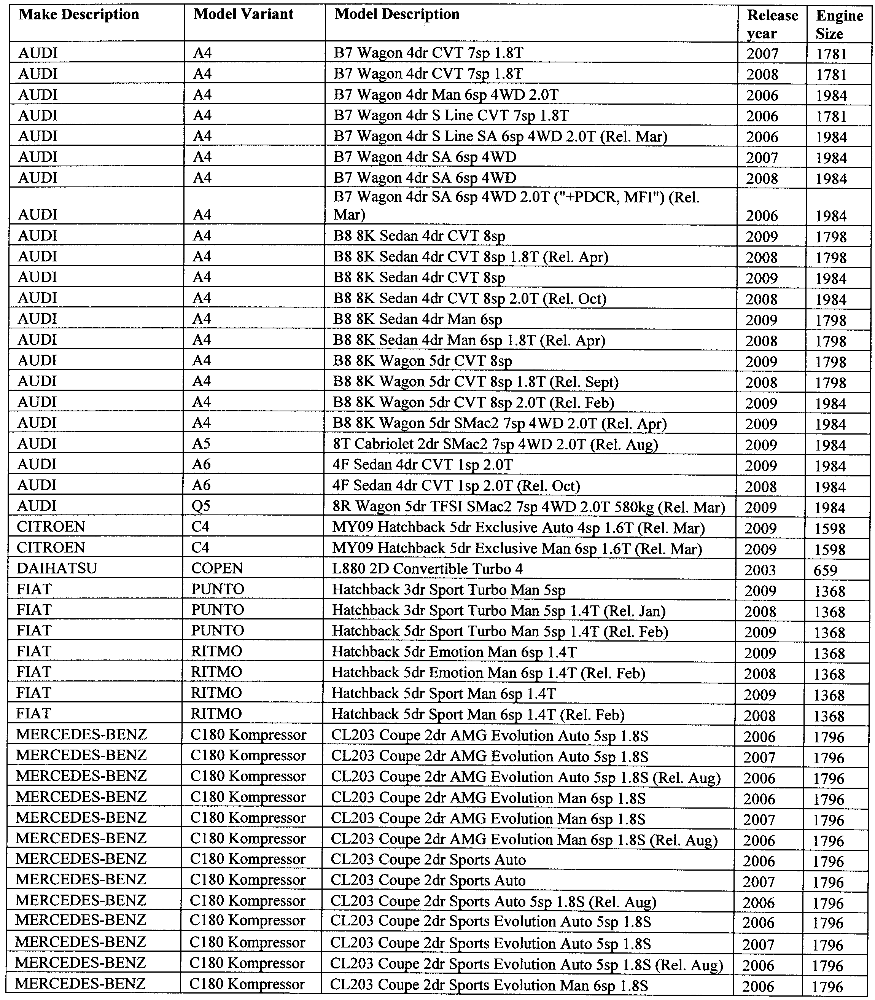 Make Description Model Variant Model Description Release year Engine Size
AUDI A4 B7 Wagon 4dr CVT 7sp 1.8T 2007 1781
AUDI A4 B7 Wagon 4dr CVT 7sp 1.8T 2008 1781
AUDI A4 B7 Wagon 4dr Man 6sp 4WD 2.0T 2006 1984
AUDI A4 B7 Wagon 4dr S Line CVT 7sp 1.8T 2006 1781
AUDI A4 B7 Wagon 4dr S Line SA 6sp 4WD 2.0T (Rel. Mar) 2006 1984
AUDI A4 B7 Wagon 4dr SA 6sp 4WD 2007 1984
AUDI A4 B7 Wagon 4dr SA 6sp 4WD 2008 1984
AUDI A4 B7 Wagon 4dr SA 6sp 4WD 2.0T ("+PDCR, MFI") (Rel. Mar) 2006 1984
AUDI A4 B8 8K Sedan 4dr CVT 8sp 2009 1798
AUDI A4 B8 8K Sedan 4dr CVT 8sp 1.8T (Rel. Apr) 2008 1798
AUDI A4 B8 8K Sedan 4dr CVT 8sp 2009 1984
AUDI A4 B8 8K Sedan 4dr CVT 8sp 2.0T (Rel. Oct) 2008 1984
AUDI A4 B8 8K Sedan 4dr Man 6sp 2009 1798
AUDI A4 B8 8K Sedan 4dr Man 6sp 1.8T (Rel. Apr) 2008 1798
AUDI A4 B8 8K Wagon 5dr CVT 8sp 2009 1798
AUDI A4 B8 8K Wagon 5dr CVT 8sp 1.8T (Rel. Sept) 2008 1798
AUDI A4 B8 8K Wagon 5dr CVT 8sp 2.0T (Rel. Feb) 2009 1984
AUDI A4 B8 8K Wagon 5dr SMac2 7sp 4WD 2.0T (Rel. Apr) 2009 1984
AUDI A5 8T Cabriolet 2dr SMac2 7sp 4WD 2.0T (Rel. Aug) 2009 1984
AUDI A6 4F Sedan 4dr CVT 1sp 2.0T 2009 1984
AUDI A6 4F Sedan 4dr CVT 1sp 2.0T (Rel. Oct) 2008 1984
AUDI Q5 8R Wagon 5dr TFSI SMac2 7sp 4WD 2.0T 580kg (Rel. Mar) 2009 1984
CITROEN C4 MY09 Hatchback 5dr Exclusive Auto 4sp 1.6T (Rel. Mar) 2009 1598
CITROEN C4 MY09 Hatchback 5dr Exclusive Man 6sp 1.6T (Rel. Mar) 2009 1598
DAIHATSU COPEN L880 2D Convertible Turbo 4 2003 659
FIAT PUNTO Hatchback 3dr Sport Turbo Man 5sp 2009 1368
FIAT PUNTO Hatchback 3dr Sport Turbo Man 5sp 1.4T (Rel. Jan) 2008 1368
FIAT PUNTO Hatchback 5dr Sport Turbo Man 5sp 1.4T (Rel. Feb) 2009 1368
FIAT RITMO Hatchback 5dr Emotion Man 6sp 1.4T 2009 1368
FIAT RITMO Hatchback 5dr Emotion Man 6sp 1.4T (Rel. Feb) 2008 1368
FIAT RITMO Hatchback 5dr Sport Man 6sp 1.4T 2009 1368
FIAT RITMO Hatchback 5dr Sport Man 6sp 1.4T (Rel. Feb) 2008 1368
MERCEDES-BENZ C180 Kompressor CL203 Coupe 2dr AMG Evolution Auto 5sp 1.8S 2006 1796
MERCEDES-BENZ C180 Kompressor CL203 Coupe 2dr AMG Evolution Auto 5sp 1.8S 2007 1796
MERCEDES-BENZ C180 Kompressor CL203 Coupe 2dr AMG Evolution Auto 5sp 1.8S (Rel. Aug) 2006 1796
MERCEDES-BENZ C180 Kompressor CL203 Coupe 2dr AMG Evolution Man 6sp 1.8S 2006 1796
MERCEDES-BENZ C180 Kompressor CL203 Coupe 2dr AMG Evolution Man 6sp 1.8S 2007 1796
MERCEDES-BENZ C180 Kompressor CL203 Coupe 2dr AMG Evolution Man 6sp 1.8S (Rel. Aug) 2006 1796
MERCEDES-BENZ C180 Kompressor CL203 Coupe 2dr Sports Auto 2006 1796
MERCEDES-BENZ C180 Kompressor CL203 Coupe 2dr Sports Auto 2007 1796
MERCEDES-BENZ C180 Kompressor CL203 Coupe 2dr Sports Auto 5sp 1.8S (Rel. Aug) 2006 1796
MERCEDES-BENZ C180 Kompressor CL203 Coupe 2dr Sports Evolution Auto 5sp 1.8S 2006 1796
MERCEDES-BENZ C180 Kompressor CL203 Coupe 2dr Sports Evolution Auto 5sp 1.8S 2007 1796
MERCEDES-BENZ C180 Kompressor CL203 Coupe 2dr Sports Evolution Auto 5sp 1.8S (Rel. Aug) 2006 1796
MERCEDES-BENZ C180 Kompressor CL203 Coupe 2dr Sports Evolution Man 6sp 1.8S 2006 1796